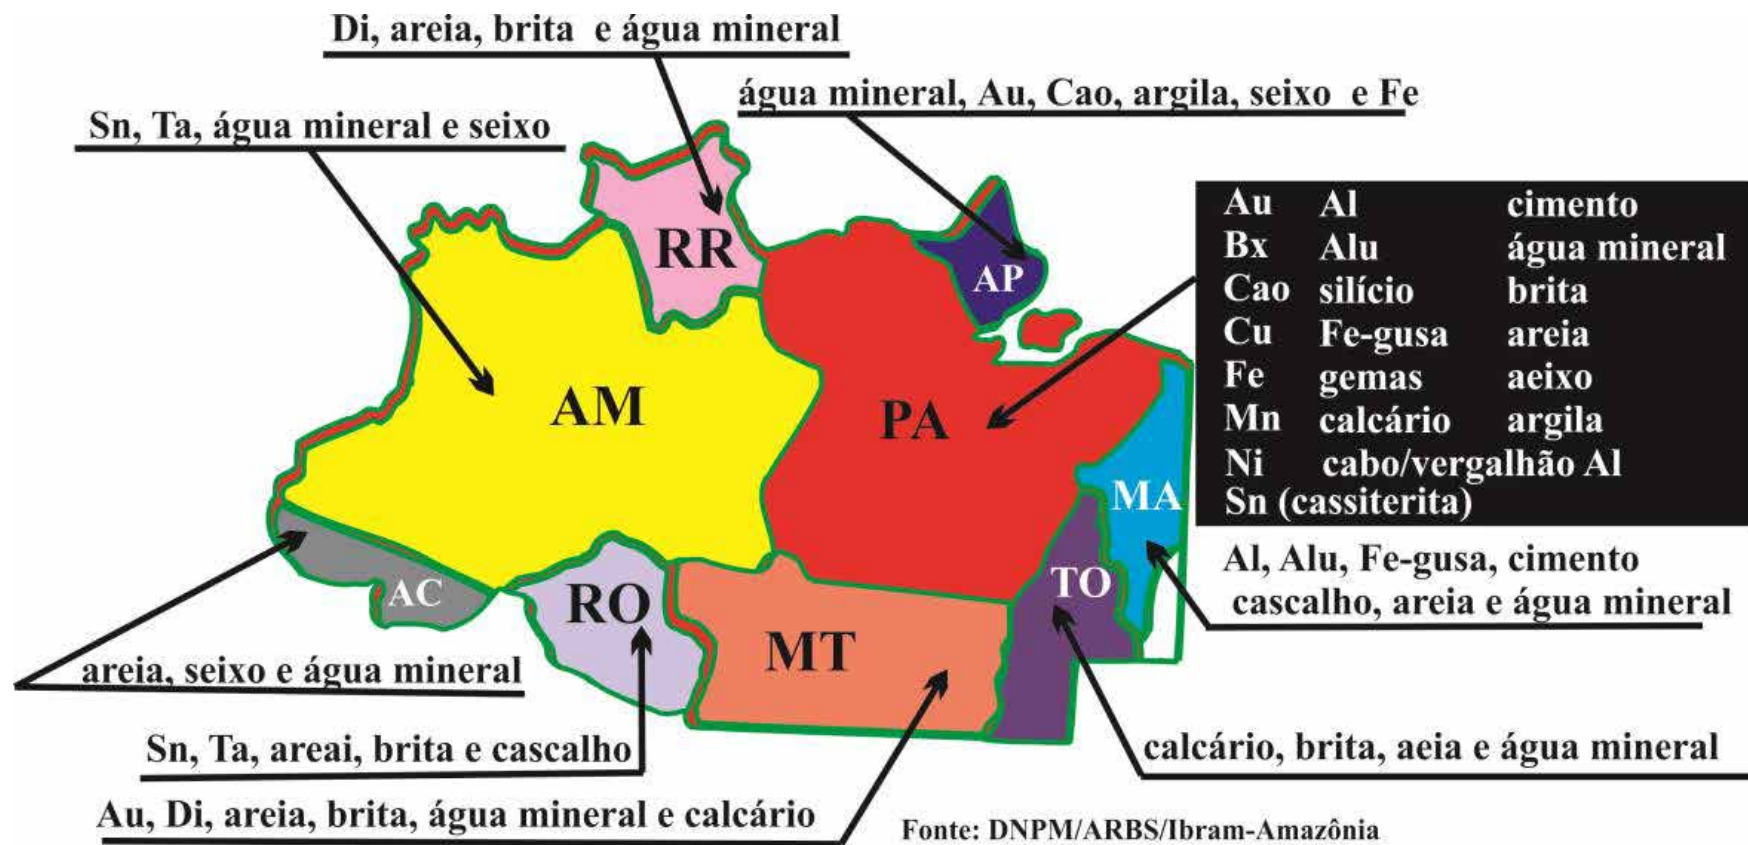 Di, areia, brita e água mineral
água mineral, Au, Cao, argila, seixo e Fe
Sn, Ta, água mineral e seixo
RR
AP
AM
PA
MA
AC
RO
MT
TO
Au Al cimento
Bx Alu água mineral
Cao silício brita
Cu Fe-gusa areia
Fe gemas aeixo
Mn calcário argila
Ni cabo/vergalhão Al
Sn (cassiterita)
Al, Alu, Fe-gusa, cimento
cascalho, areia e água mineral
areia, seixo e água mineral
Sn, Ta, areai, brita e cascalho
calcário, brita, aeia e água mineral
Au, Di, areia, brita, água mineral e calcário
Fonte: DNPM/ARBS/Ibram-Amazônia